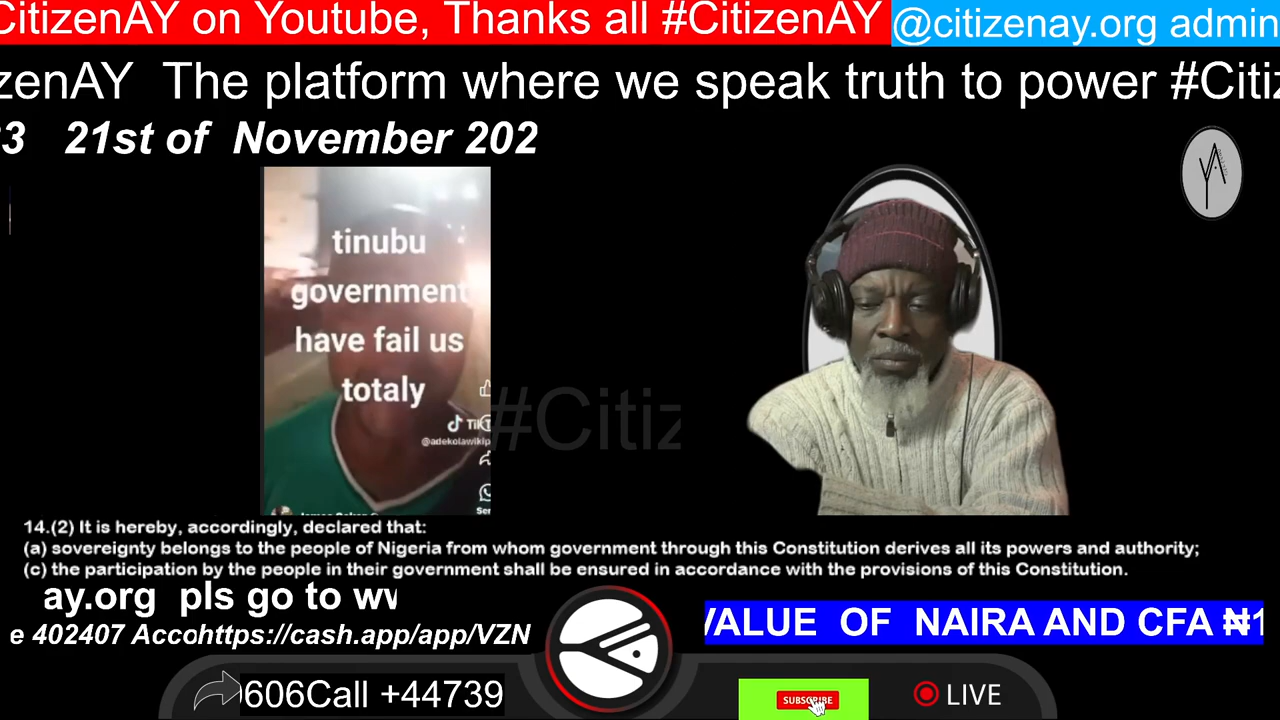 CitizenAY on Youtube, Thanks all #CitizenAY @citizenay.org admin
zenAY The platform where we speak truth to power #Citiz
3 21st of November 202
tinubu
government
have fail us
totaly
TikT
@adekolawikip
#Citiz
14.(2) It is hereby, accordingly, declared that:
(a) sovereignty belongs to the people of Nigeria from whom government through this Constitution derives all its powers and authority;
(c) the participation by the people in their government shall be ensured in accordance with the provisions of this Constitution.
ay.org pls go to wv
e 402407 Accohttps://cash.app/app/VZN
VALUE OF NAIRA AND CFA ₦1
606Call +44739
SUBSCRIBE
LIVE